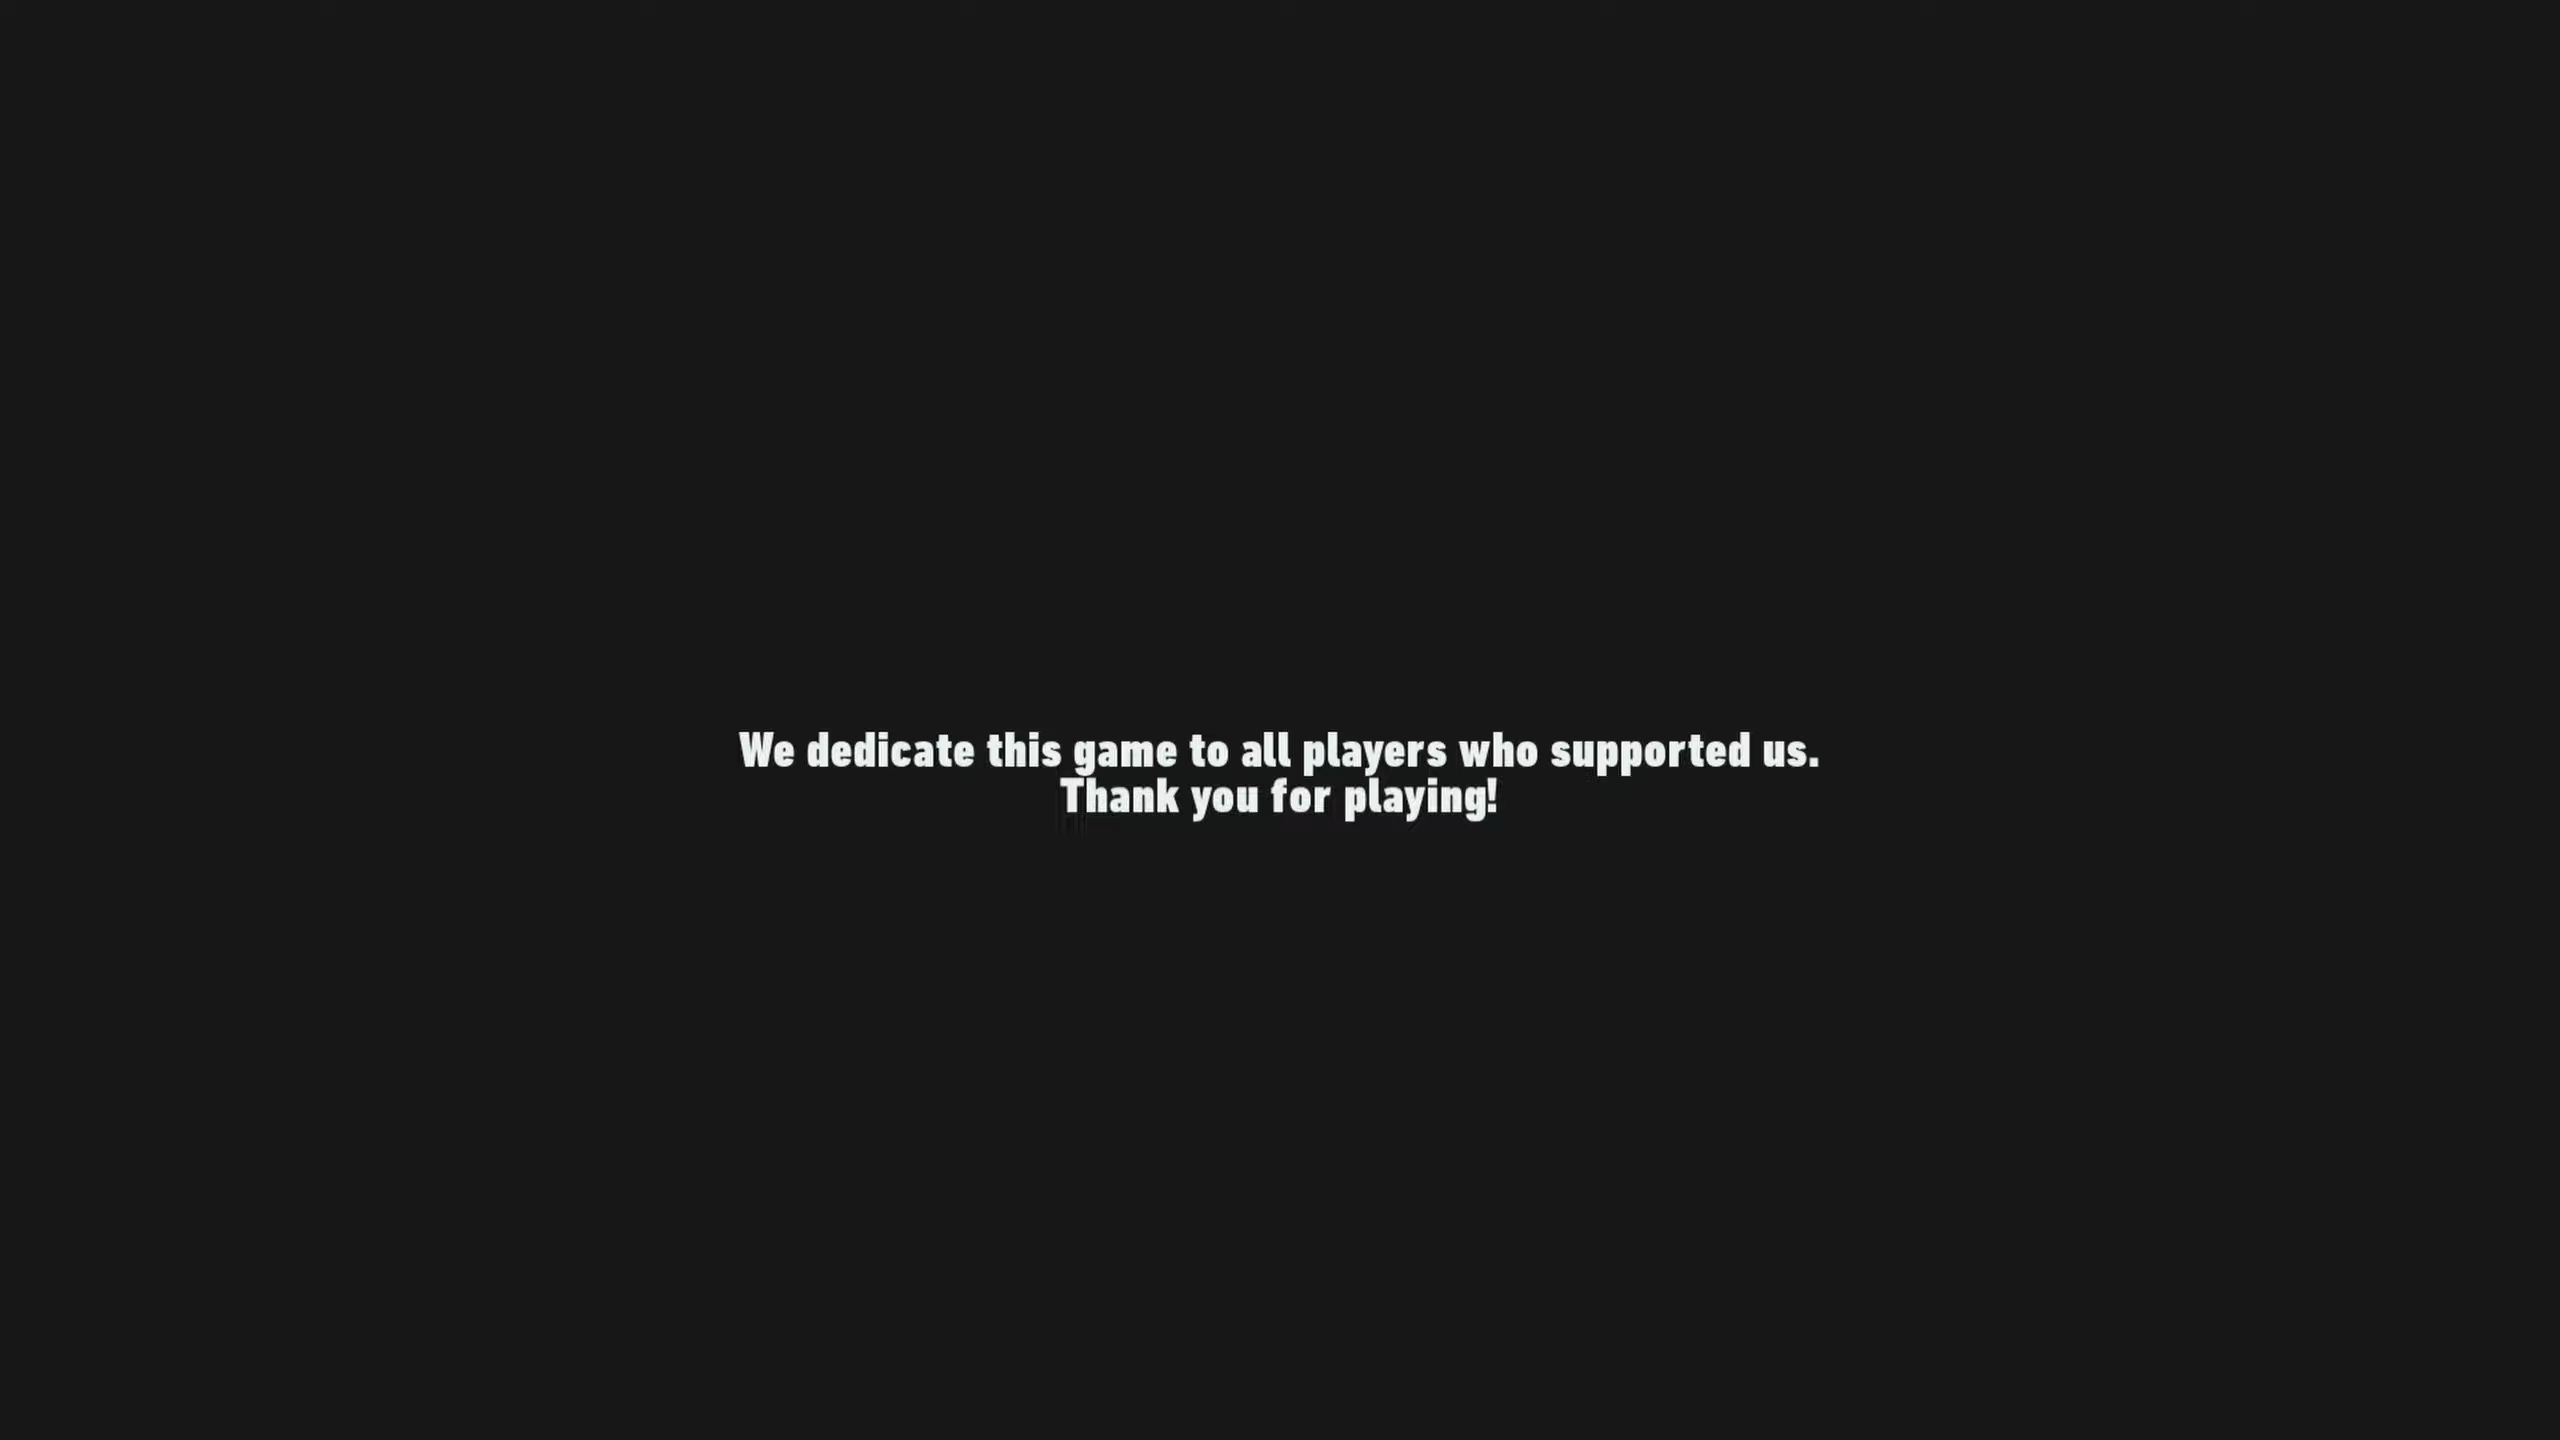 We dedicate this game to all players who supported us.
Thank you for playing!